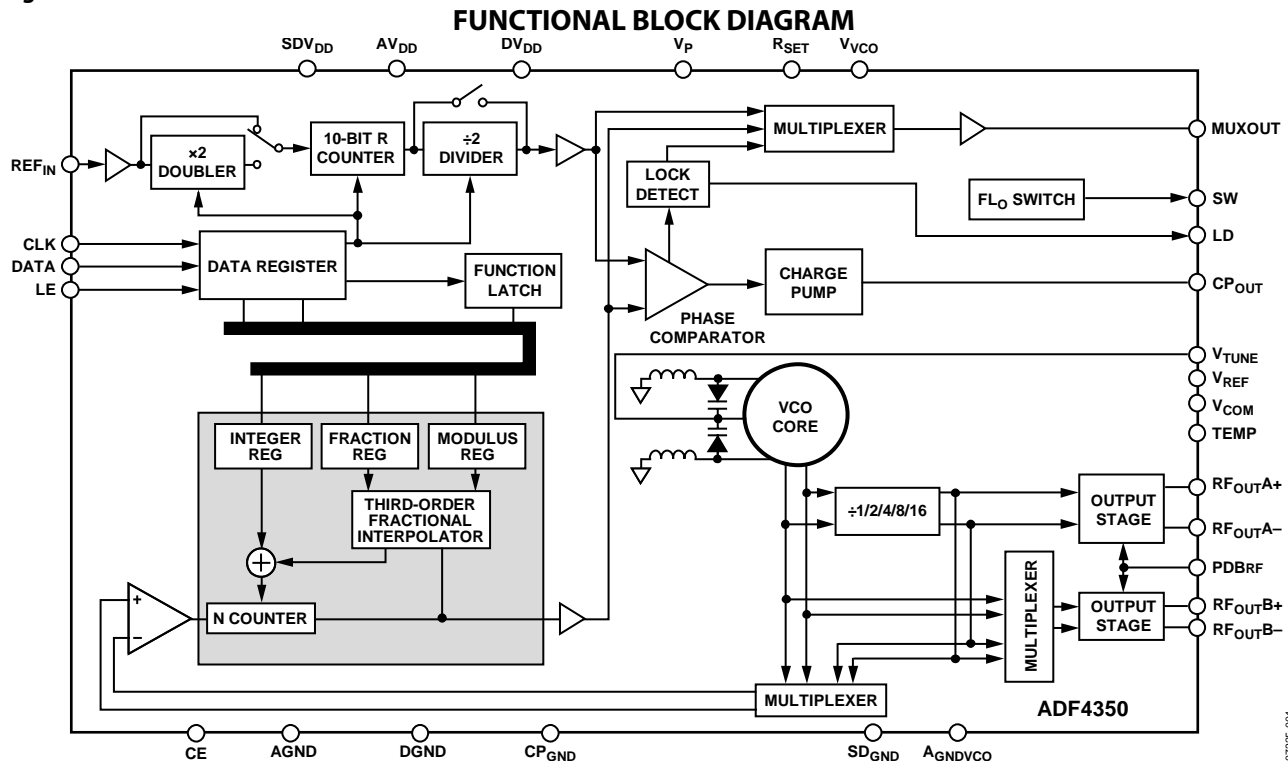 FUNCTIONAL BLOCK DIAGRAM
SDVDD
AVDD
DVDD
VP
RSET
VVCO
REFIN
×2
DOUBLER
10-BIT R
COUNTER
÷2
DIVIDER
MULTIPLEXER
MUXOUT
LOCK
DETECT
FLO SWITCH
SW
LD
CLK
DATA
LE
DATA REGISTER
FUNCTION
LATCH
CHARGE
PUMP
CPOUT
PHASE
COMPARATOR
VTUNE
VREF
VCOM
TEMP
VCO
CORE
INTEGER
REG
FRACTION
REG
MODULUS
REG
THIRD-ORDER
FRACTIONAL
INTERPOLATOR
+
−
N COUNTER
÷1/2/4/8/16
OUTPUT
STAGE
RFOUTA+
RFOUTA−
PDBRF
MULTIPLEXER
OUTPUT
STAGE
RFOUTB+
RFOUTB−
MULTIPLEXER
ADF4350
CE
AGND
DGND
CPGND
SDGND
AGNDVCO